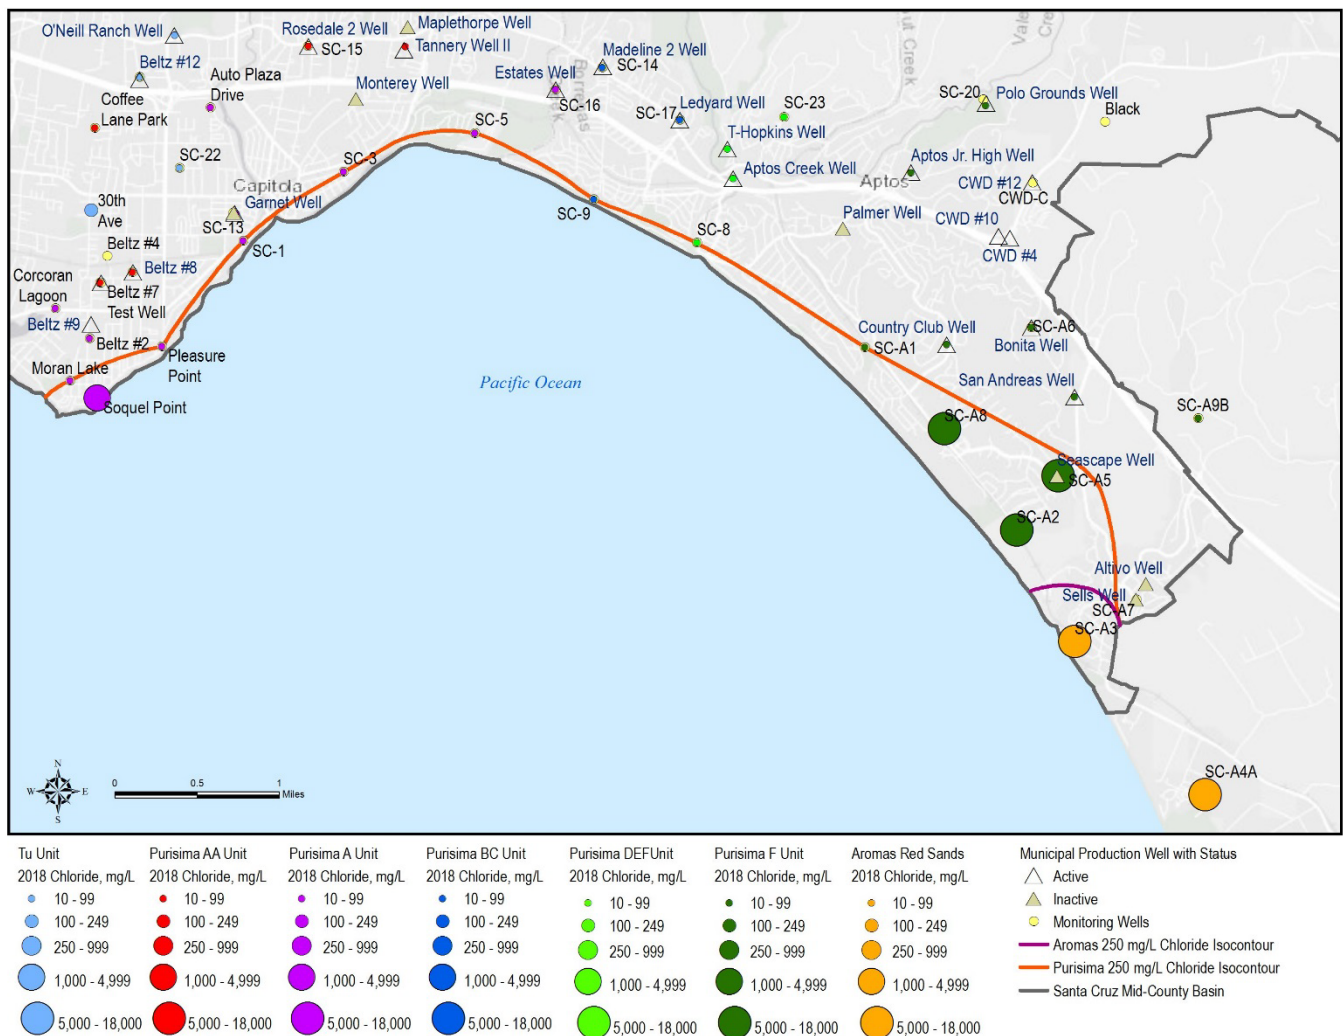 O'Neill Ranch Well
Rosedale 2 Well
SC-15
Maplethorpe Well
Tannery Well II
Beltz #12
Coffee
Lane Park
Auto Plaza
Drive
Monterey Well
Estates Well
SC-16
Madeline 2 Well
SC-14
SC-17
Ledyard Well
SC-23
T-Hopkins Well
Aptos Creek Well
SC-20
Polo Grounds Well
Black
Aptos Jr. High Well
Aptos
CWD #12
CWD-C
CWD #10
CWD #4
Palmer Well
SC-22
SC-5
SC-3
Capitola
Garnet Well
SC-13
SC-1
30th
Ave
Beltz #4
Beltz #8
Beltz #7
Test Well
Corcoran
Lagoon
Beltz #9
Beltz #2
Moran Lake
Pleasure
Point
Soquel Point
SC-9
SC-8
Pacific Ocean
Country Club Well
SC-A1
SC-A6
Bonita Well
San Andreas Well
SC-A9B
SC-A8
Seascape Well
SC-A5
SC-A2
Altivo Well
Sells Well
SC-A7
SC-A3
SC-A4A
N
W E
S
0 0.5 1
Miles
Tu Unit
2018 Chloride, mg/L
10 - 99
100 - 249
250 - 999
1,000 - 4,999
5,000 - 18,000
Purisima AA Unit
2018 Chloride, mg/L
10 - 99
100 - 249
250 - 999
1,000 - 4,999
5,000 - 18,000
Purisima A Unit
2018 Chloride, mg/L
10 - 99
100 - 249
250 - 999
1,000 - 4,999
5,000 - 18,000
Purisima BC Unit
2018 Chloride, mg/L
10 - 99
100 - 249
250 - 999
1,000 - 4,999
5,000 - 18,000
Purisima DEFUnit
2018 Chloride, mg/L
10 - 99
100 - 249
250 - 999
1,000 - 4,999
5,000 - 18,000
Purisima F Unit
2018 Chloride, mg/L
10 - 99
100 - 249
250 - 999
1,000 - 4,999
5,000 - 18,000
Aromas Red Sands
2018 Chloride, mg/L
10 - 99
100 - 249
250 - 999
1,000 - 4,999
5,000 - 18,000
Municipal Production Well with Status
Active
Inactive
Monitoring Wells
Aromas 250 mg/L Chloride Isocontour
Purisima 250 mg/L Chloride Isocontour
Santa Cruz Mid-County Basin